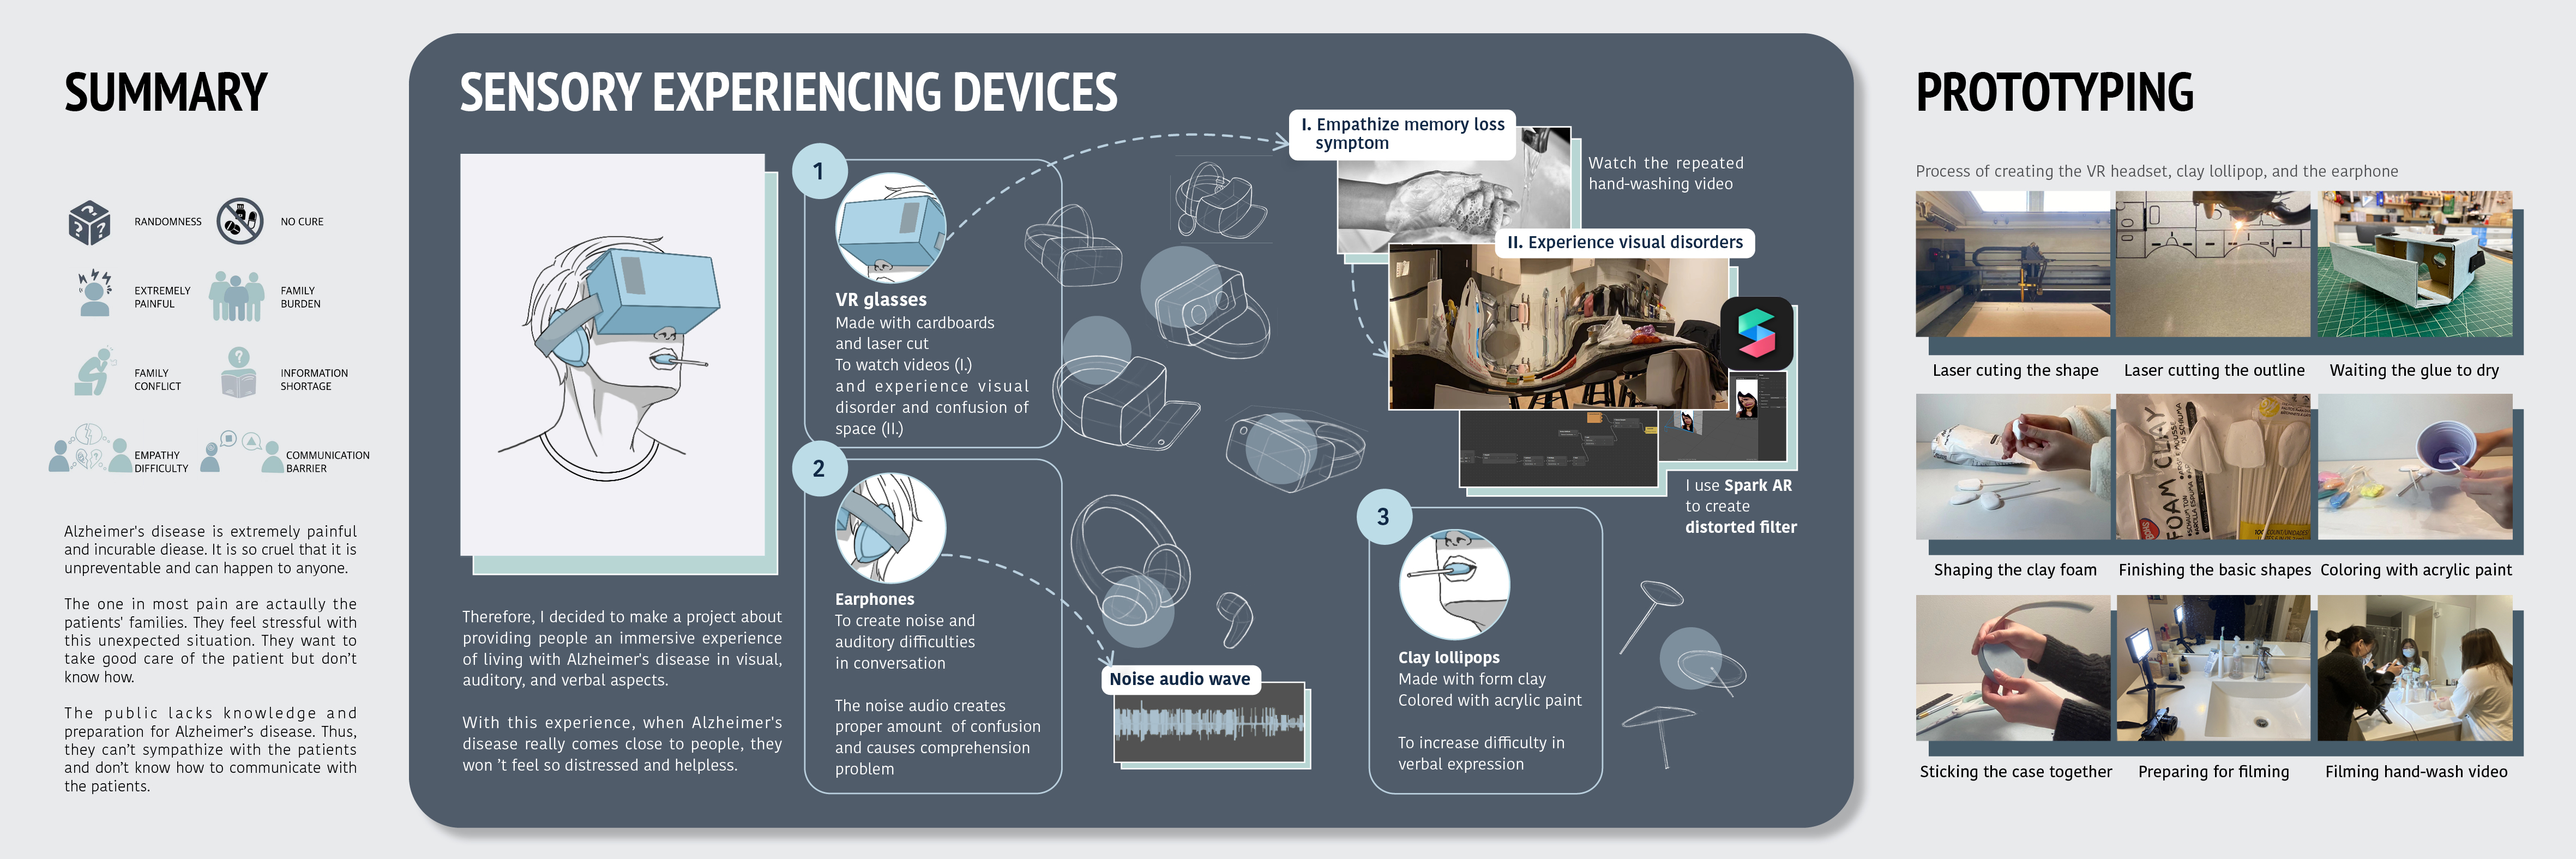 SUMMARY
RANDOMNESS
NO CURE
EXTREMELY
PAINFUL
FAMILY
BURDEN
FAMILY
CONFLICT
INFORMATION
SHORTAGE
EMPATHY
DIFFICULTY
COMMUNICATION
BARRIER
Alzheimer's disease is extremely painful
and incurable diease. It is so cruel that it is
unpreventable and can happen to anyone.
The one in most pain are actaully the
patients' families. They feel stressful with
this unexpected situation. They want to
take good care of the patient but don't
know how.
The public lacks knowledge and
preparation for Alzheimer's disease. Thus,
they can't sympathize with the patients
and don't know how to communicate with
the patients.
SENSORY EXPERIENCING DEVICES
Therefore, I decided to make a project about
providing people an immersive experience
of living with Alzheimer's disease in visual,
auditory, and verbal aspects.
With this experience, when Alzheimer's
disease really comes close to people, they
won 't feel so distressed and helpless.
1
VR glasses
Made with cardboards
and laser cut
To watch videos (I.)
and experience visual
disorder and confusion of
space (II.)
2
Earphones
To create noise and
auditory difficulties
in conversation
The noise audio creates
proper amount of confusion
and causes comprehension
problem
Noise audio wave
I. Empathize memory loss
symptom
Watch the repeated
hand-washing video
II. Experience visual disorders
I use Spark AR
to create
distorted filter
3
Clay lollipops
Made with form clay
Colored with acrylic paint
To increase difficulty in
verbal expression
PROTOTYPING
Process of creating the VR headset, clay lollipop, and the earphone
Laser cuting the shape
Laser cutting the outline
Waiting the glue to dry
FOAM CLAY
Shaping the clay foam
Finishing the basic shapes
Coloring with acrylic paint
Sticking the case together
Preparing for filming
Filming hand-wash video